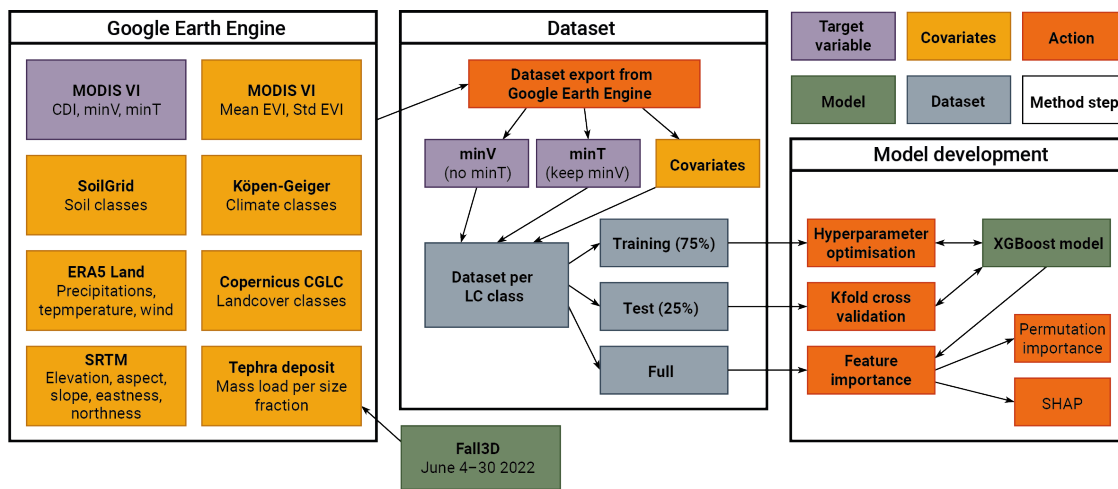 Google Earth Engine
MODIS VI
CDI, minV, minT
MODIS VI
Mean EVI, Std EVI
SoilGrid
Soil classes
Köpen-Geiger
Climate classes
ERA5 Land
Precipitations,
tepmperature, wind
Copernicus CGLC
Landcover classes
SRTM
Elevation, aspect,
slope, eastness,
northness
Tephra deposit
Mass load per size
fraction
Fall3D
June 4–30 2022
Dataset
Dataset export from
Google Earth Engine
minV
(no minT)
minT
(keep minV)
Covariates
Dataset per
LC class
Training (75%)
Test (25%)
Full
Target
variable
Covariates
Action
Model
Dataset
Method step
Model development
Hyperparameter
optimisation
XGBoost model
Kfold cross
validation
Feature
importance
Permutation
importance
SHAP